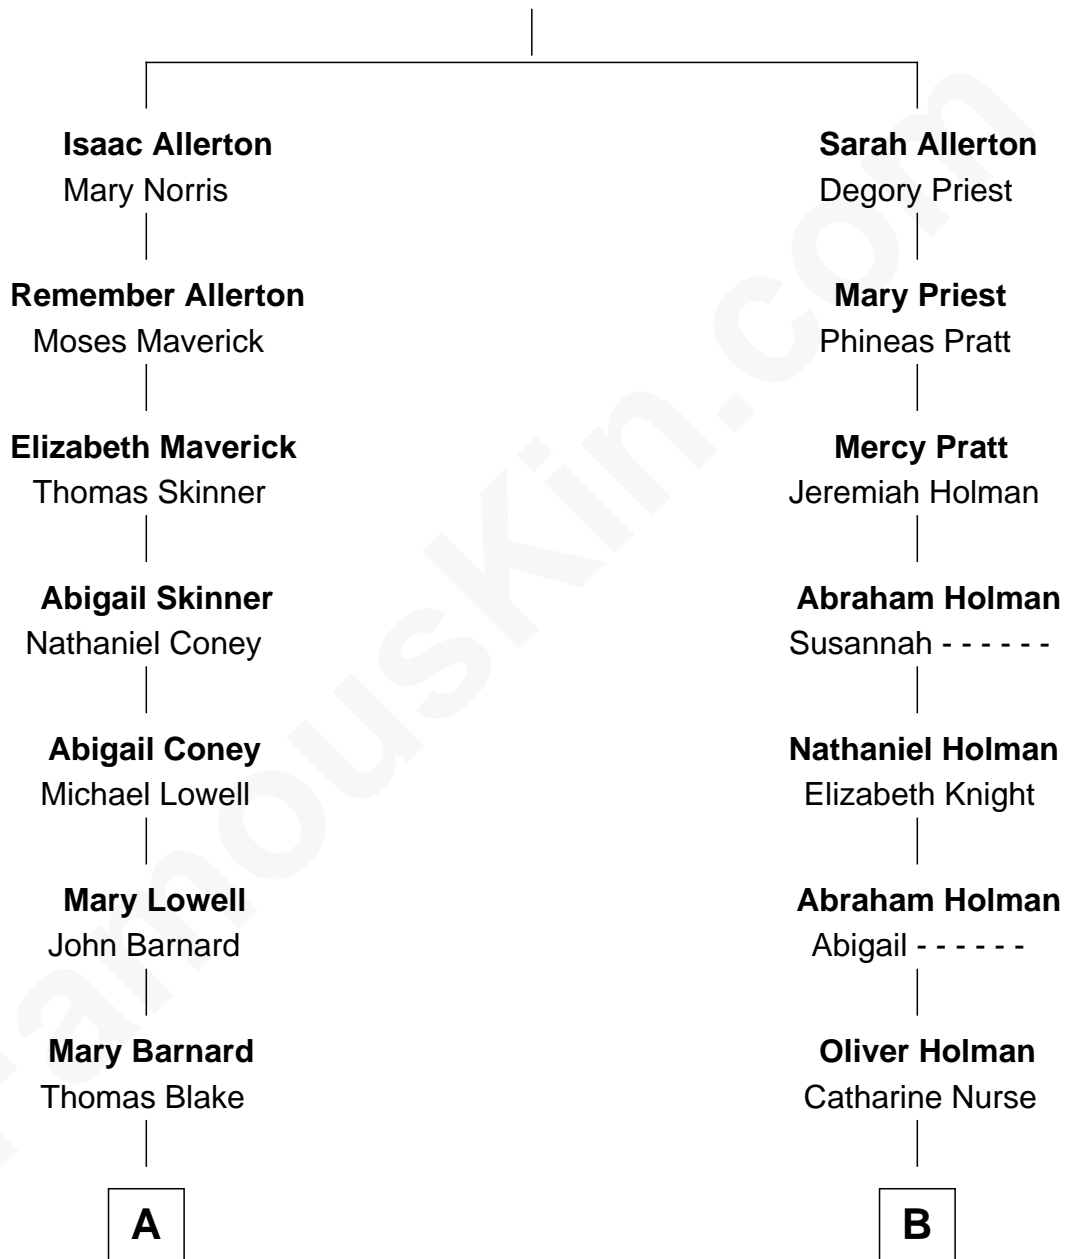 Isaac Allerton
Mary Norris
Remember Allerton
Moses Maverick
Elizabeth Maverick
Thomas Skinner
Abigail Skinner
Nathaniel Coney
Abigail Coney
Michael Lowell
Mary Lowell
John Barnard
Mary Barnard
Thomas Blake
A
Sarah Allerton
Degory Priest
Mary Priest
Phineas Pratt
Mercy Pratt
Jeremiah Holman
Abraham Holman
Susannah - - - - - -
Nathaniel Holman
Elizabeth Knight
Abraham Holman
Abigail - - - - - -
Oliver Holman
Catharine Nurse
B
FamousKin.com